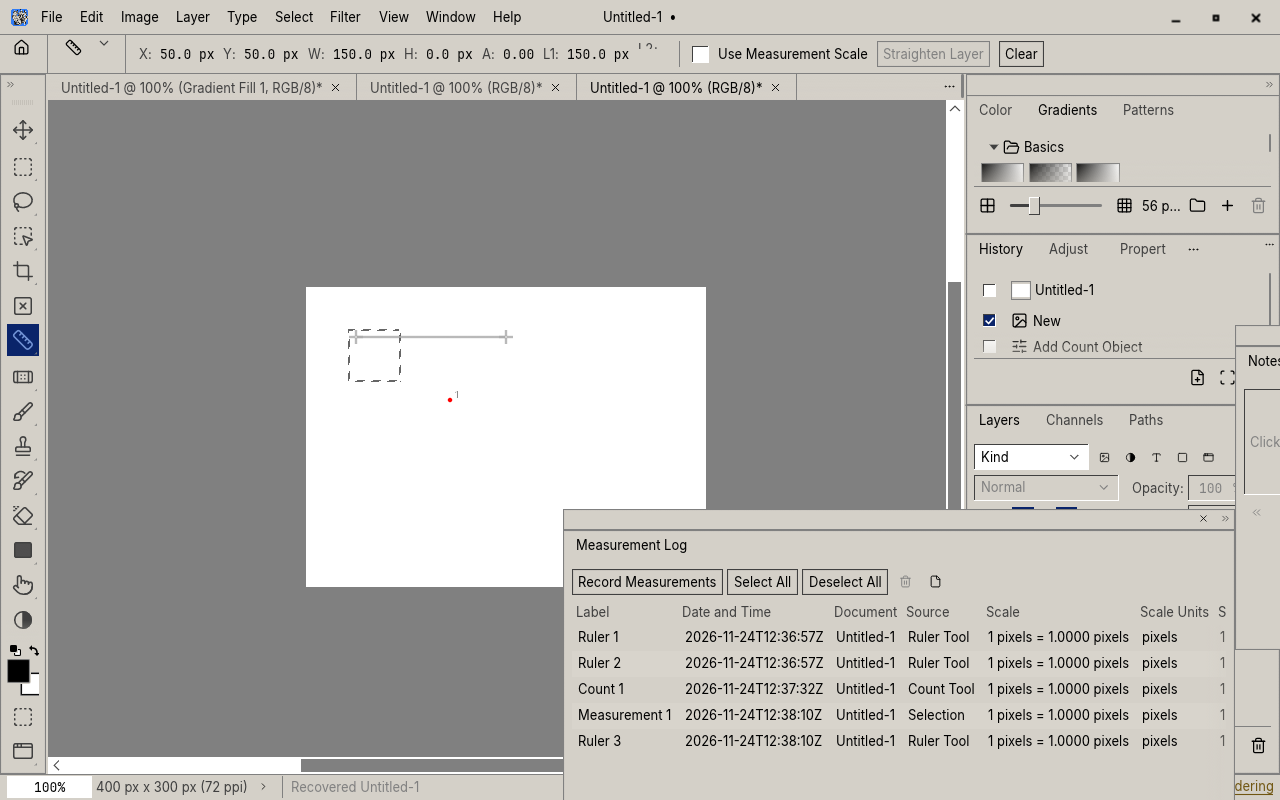 File Edit Image Layer Type Select Filter View Window Help Untitled-1 •
X: 50.0 px Y: 50.0 px W: 150.0 px H: 0.0 px A: 0.00 L1: 150.0 px Use Measurement Scale Straighten Layer Clear
Untitled-1 @ 100% (Gradient Fill 1, RGB/8)* Untitled-1 @ 100% (RGB/8)* Untitled-1 @ 100% (RGB/8)*
Color Gradients Patterns
Basics
56 p...
History Adjust Propert
Untitled-1
New
Add Count Object
Notes
Layers Channels Paths
Click
Kind
Normal Opacity: 100
1
Measurement Log
Record Measurements Select All Deselect All
Label Date and Time Document Source Scale Scale Units S
Ruler 1 2026-11-24T12:36:57Z Untitled-1 Ruler Tool 1 pixels = 1.0000 pixels pixels 1
Ruler 2 2026-11-24T12:36:57Z Untitled-1 Ruler Tool 1 pixels = 1.0000 pixels pixels 1
Count 1 2026-11-24T12:37:32Z Untitled-1 Count Tool 1 pixels = 1.0000 pixels pixels 1
Measurement 1 2026-11-24T12:38:10Z Untitled-1 Selection 1 pixels = 1.0000 pixels pixels 1
Ruler 3 2026-11-24T12:38:10Z Untitled-1 Ruler Tool 1 pixels = 1.0000 pixels pixels 1
100% 400 px x 300 px (72 ppi) Recovered Untitled-1 dering